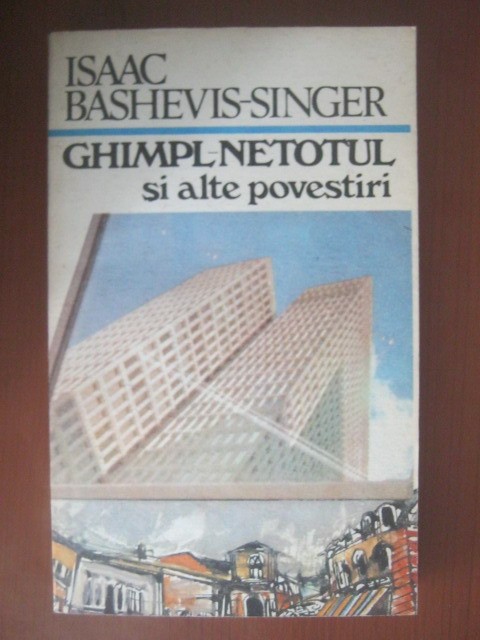 ISAAC
BASHEVIS-SINGER
GHIMPL-NETOTUL
și alte povestiri